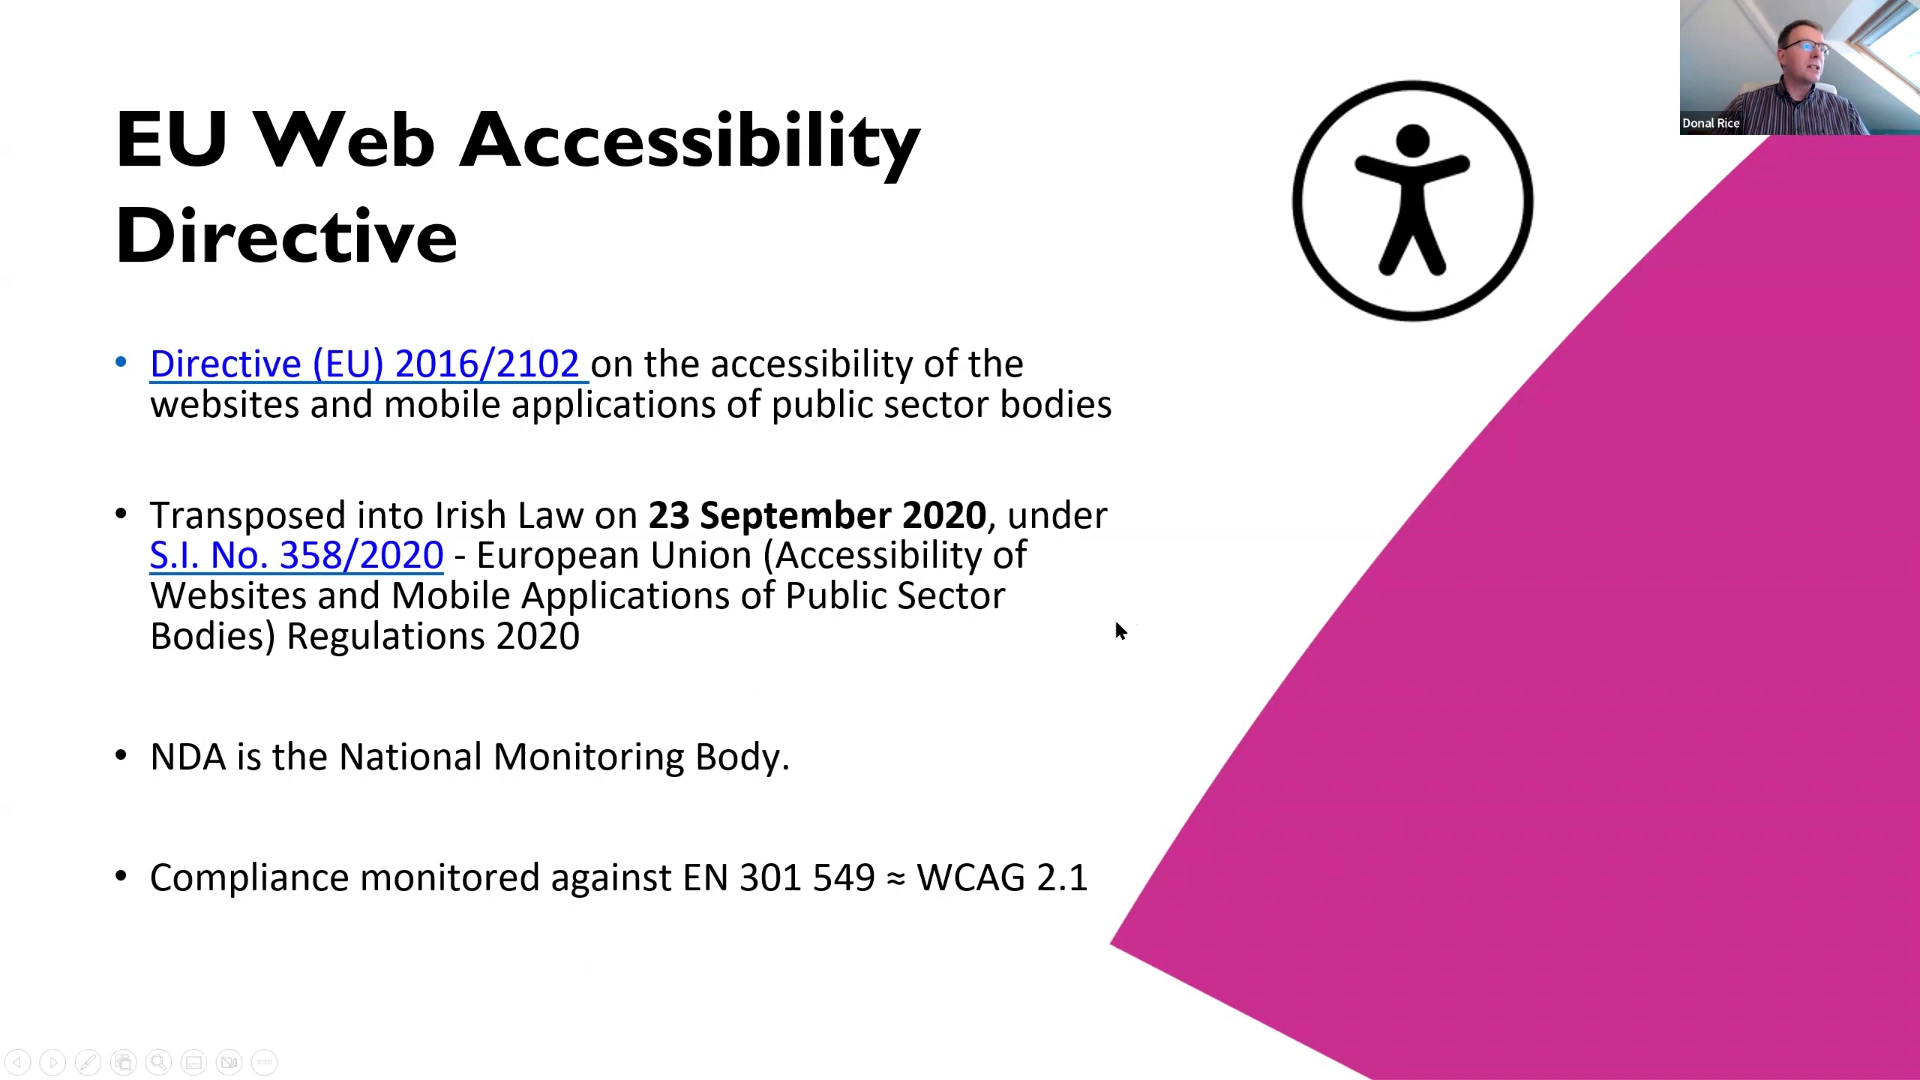 Donal Rice
EU Web Accessibility
Directive
• Directive (EU) 2016/2102 on the accessibility of the
websites and mobile applications of public sector bodies
• Transposed into Irish Law on 23 September 2020, under
S.I. No. 358/2020 - European Union (Accessibility of
Websites and Mobile Applications of Public Sector
Bodies) Regulations 2020
• NDA is the National Monitoring Body.
• Compliance monitored against EN 301 549 ≈ WCAG 2.1